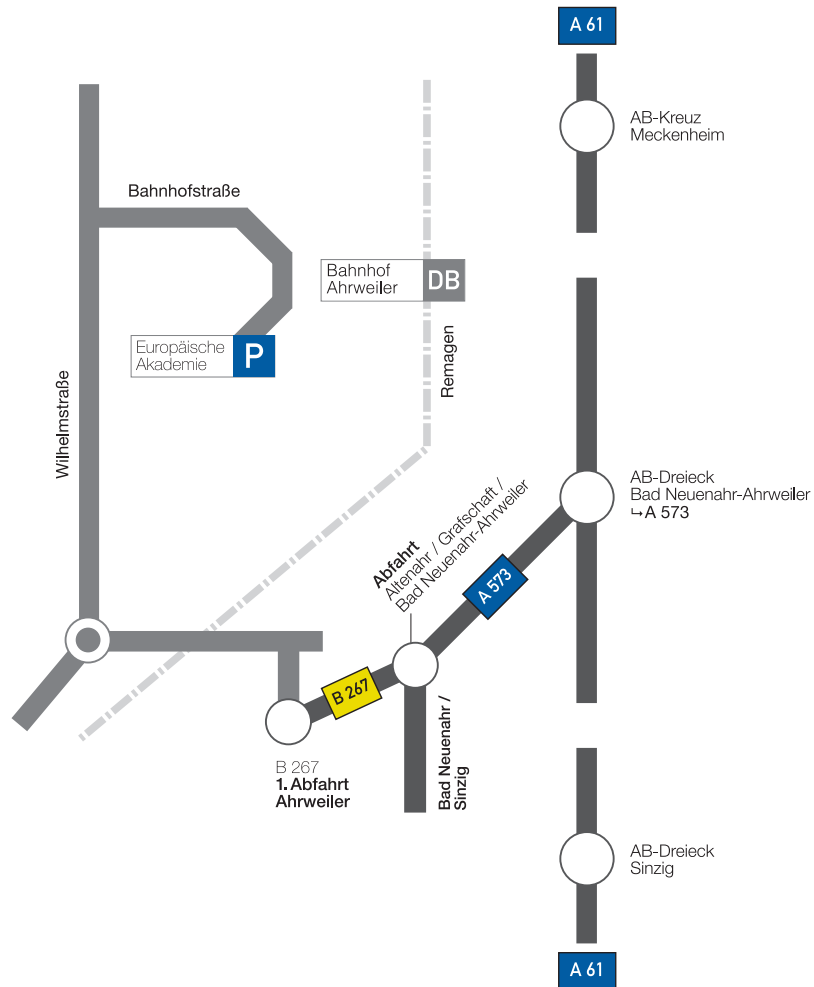 A 61
AB-Kreuz
Meckenheim
Bahnhofstraße
Bahnhof
Ahrweiler
DB
Europäische
Akademie
P
Remagen
Wilhelmstraße
AB-Dreieck
Bad Neuenahr-Ahrweiler
↪A 573
Abfahrt
Altenahr / Grafschaft /
Bad Neuenahr-Ahrweiler
A 573
B 267
Bad Neuenahr /
Sinzig
B 267
1. Abfahrt
Ahrweiler
AB-Dreieck
Sinzig
A 61